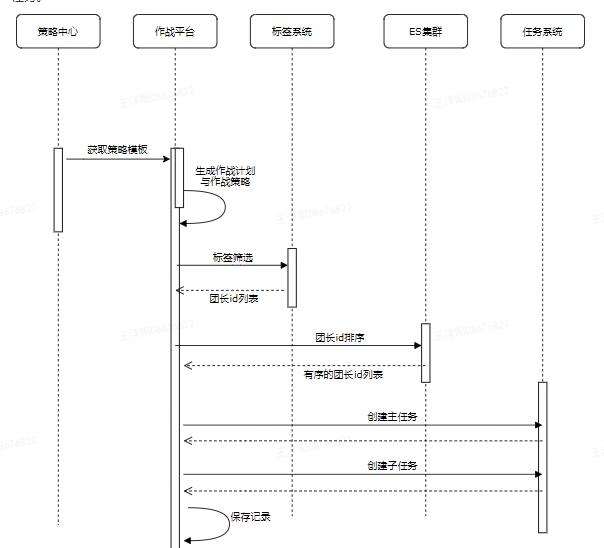 策略中心
作战平台
标签系统
ES集群
任务系统
获取策略模板
生成作战计划
与作战策略
标签筛选
团长id列表
团长id排序
有序的团长id列表
创建主任务
创建子任务
保存记录